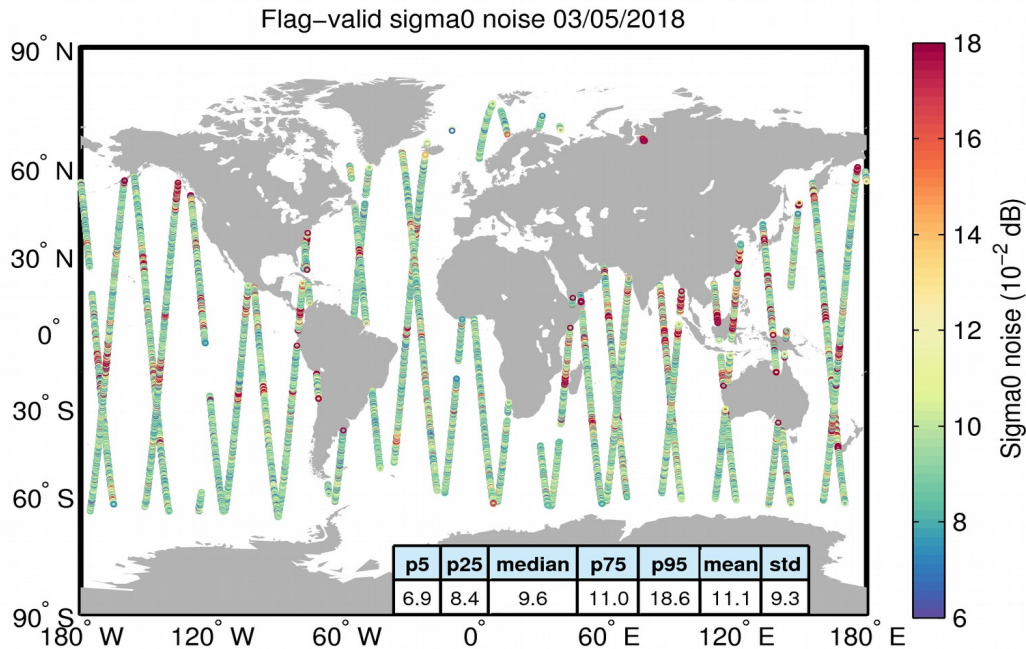 Flag−valid sigma0 noise 03/05/2018
90° N
60° N
30° N
0°
30° S
60° S
90° S
180° W 120° W 60° W 0° 60° E 120° E 180° E
p5 p25 median p75 p95 mean std
6.9 8.4 9.6 11.0 18.6 11.1 9.3
18
16
14
12
10
8
6
Sigma0 noise (10⁻² dB)